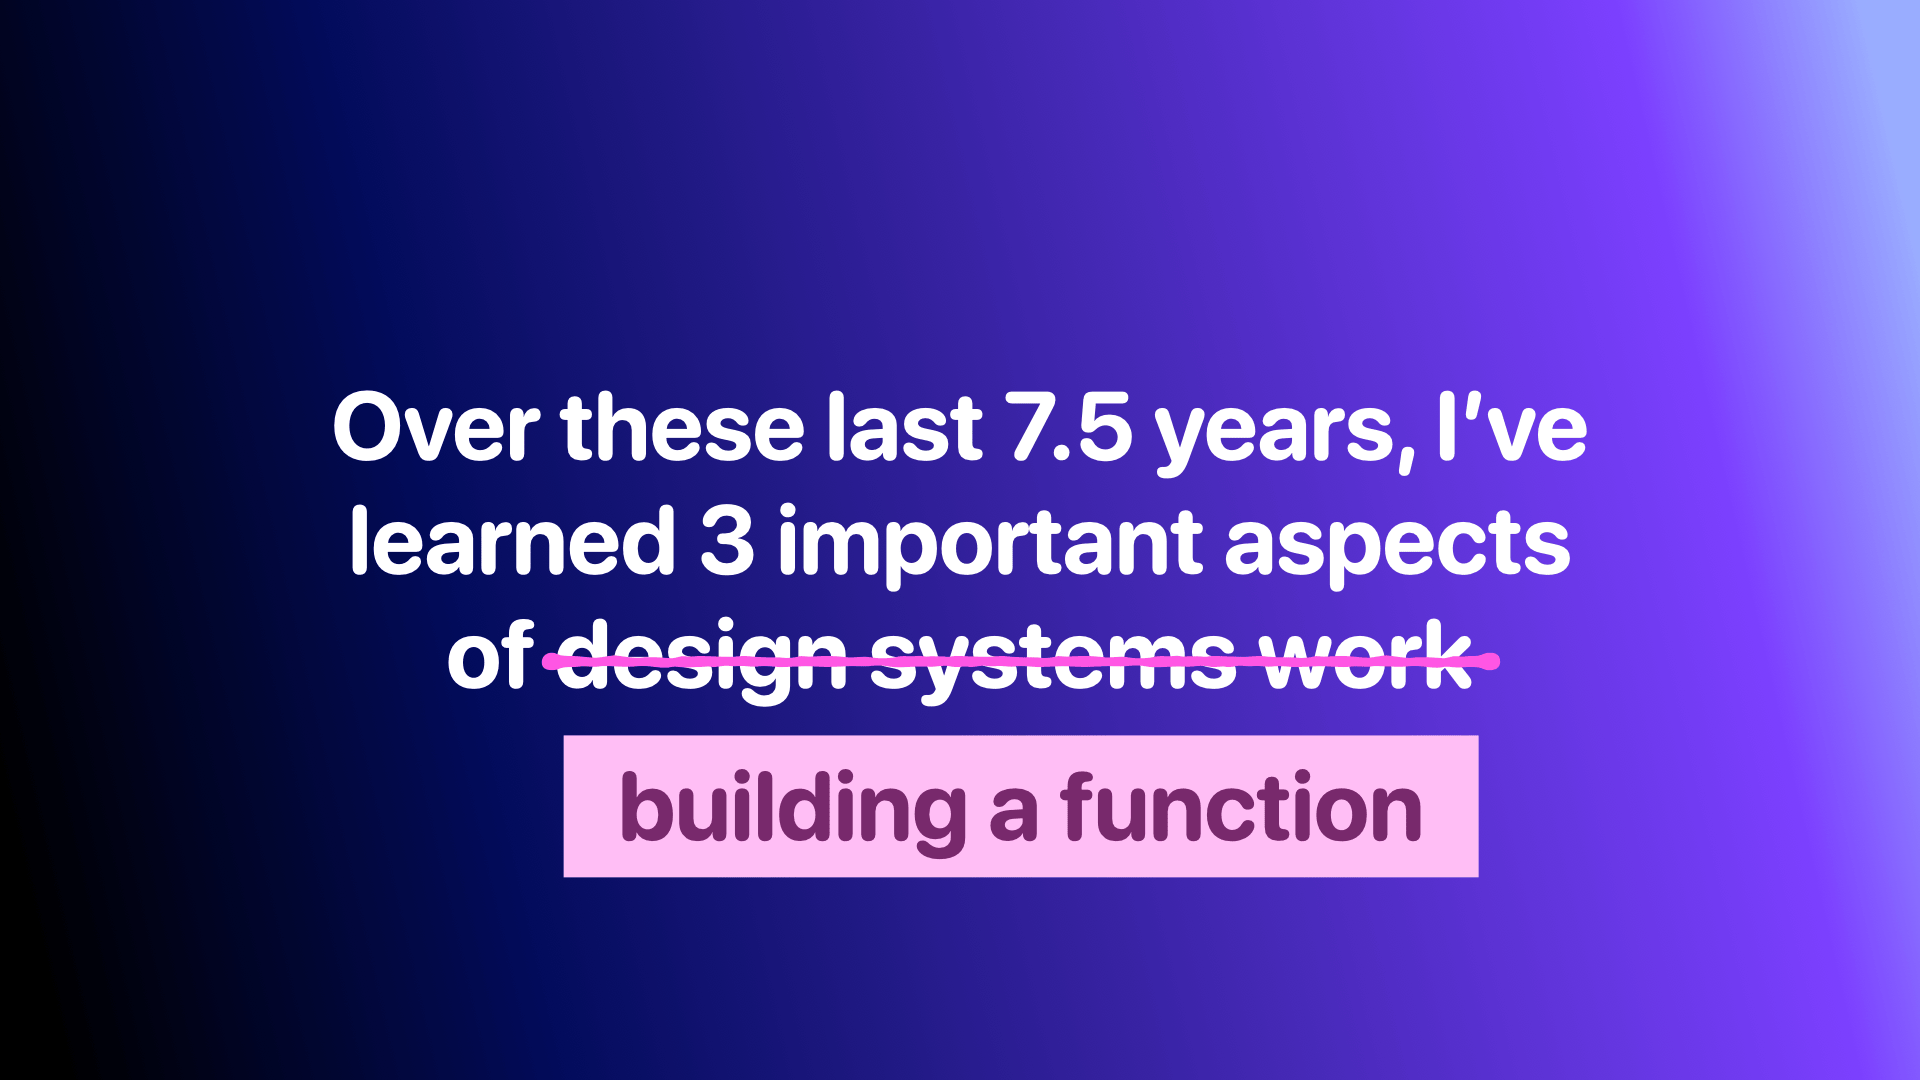 Over these last 7.5 years, I’ve
learned 3 important aspects
of design systems work
building a function